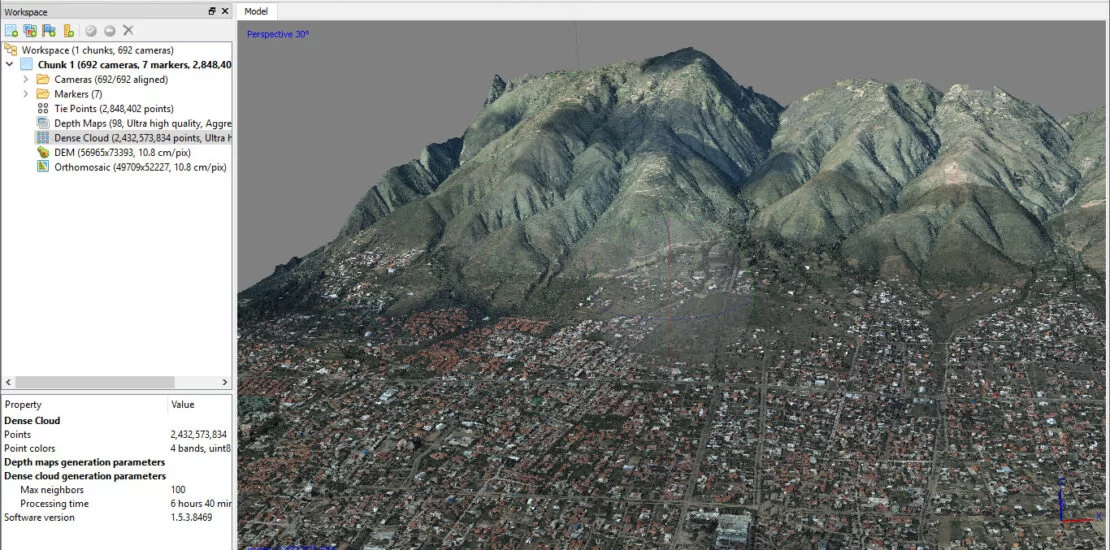 Workspace
Model
Workspace (1 chunks, 692 cameras)
Chunk 1 (692 cameras, 7 markers, 2,848,40
Cameras (692/692 aligned)
Markers (7)
Tie Points (2,848,402 points)
Depth Maps (98, Ultra high quality, Aggre
Dense Cloud (2,432,573,834 points, Ultra h
DEM (56965x73393, 10.8 cm/pix)
Orthomosaic (49709x52227, 10.8 cm/pix)
Perspective 30°
Property Value
Dense Cloud
Points 2,432,573,834
Point colors 4 bands, uint8
Depth maps generation parameters
Dense cloud generation parameters
Max neighbors 100
Processing time 6 hours 40 min
Software version 1.5.3.8469
X